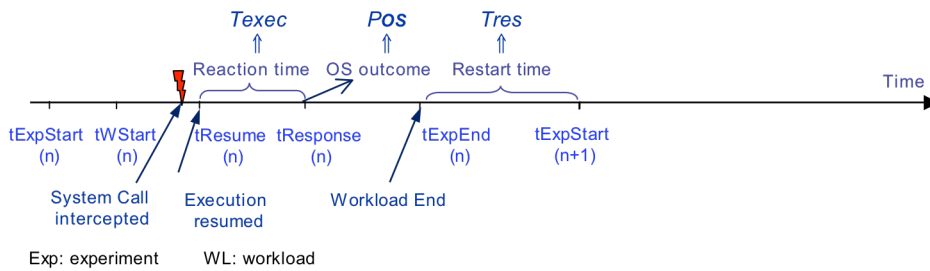 Texec Pos Tres
Reaction time OS outcome Restart time
Time
tExpStart tWStart tResume tResponse tExpEnd tExpStart
(n) (n) (n) (n) (n) (n+1)
System Call Execution Workload End
intercepted resumed
Exp: experiment WL: workload